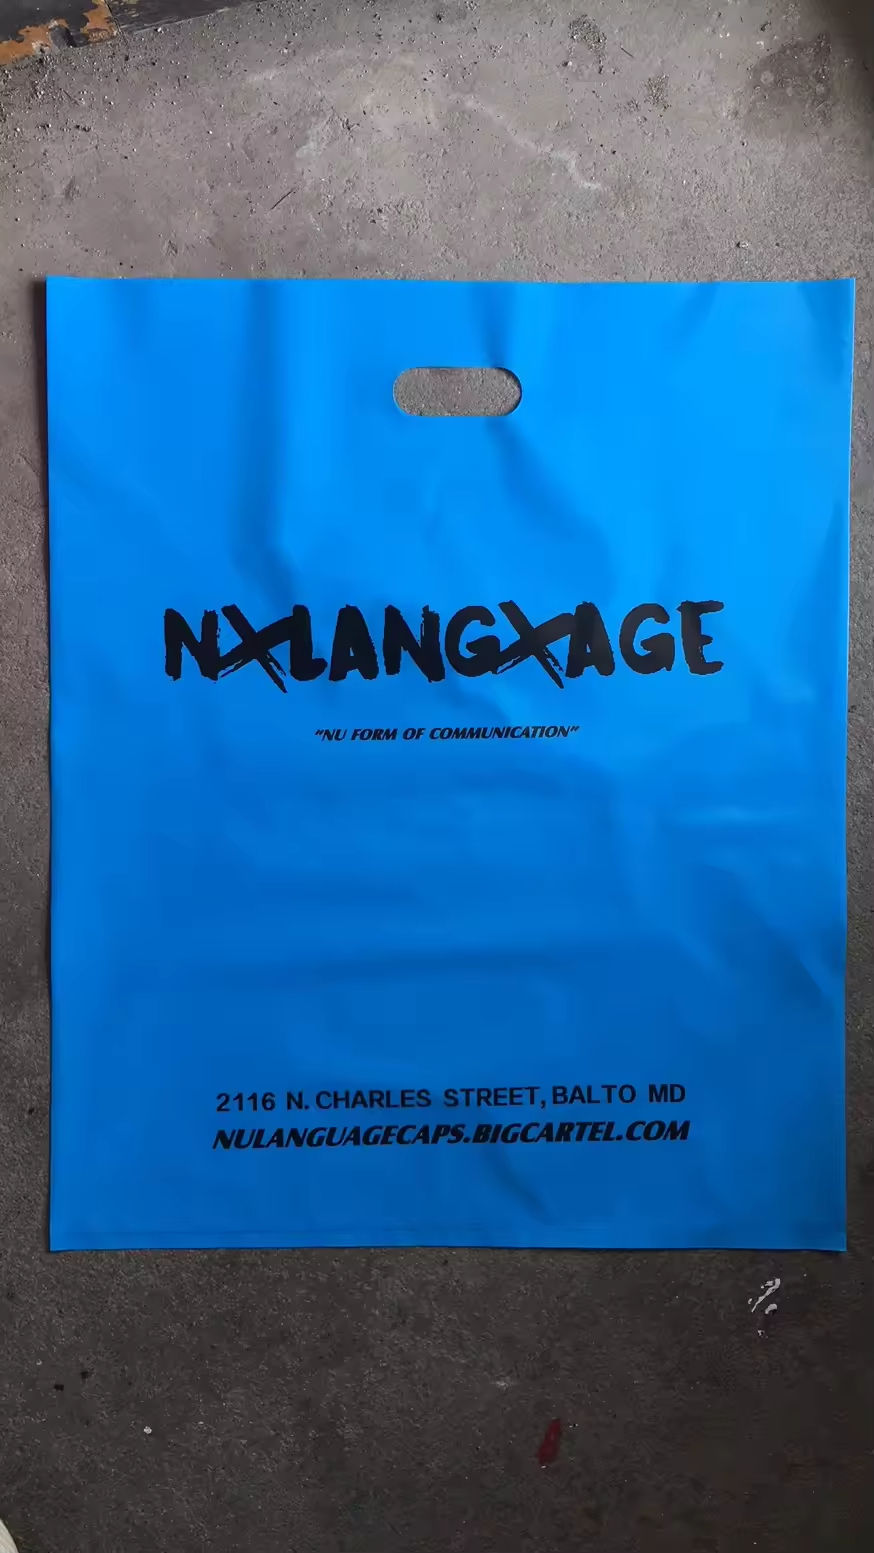 NXLANGXAGE
"NU FORM OF COMMUNICATION"
2116 N. CHARLES STREET, BALTO MD
NULANGUAGECAPS.BIGCARTEL.COM